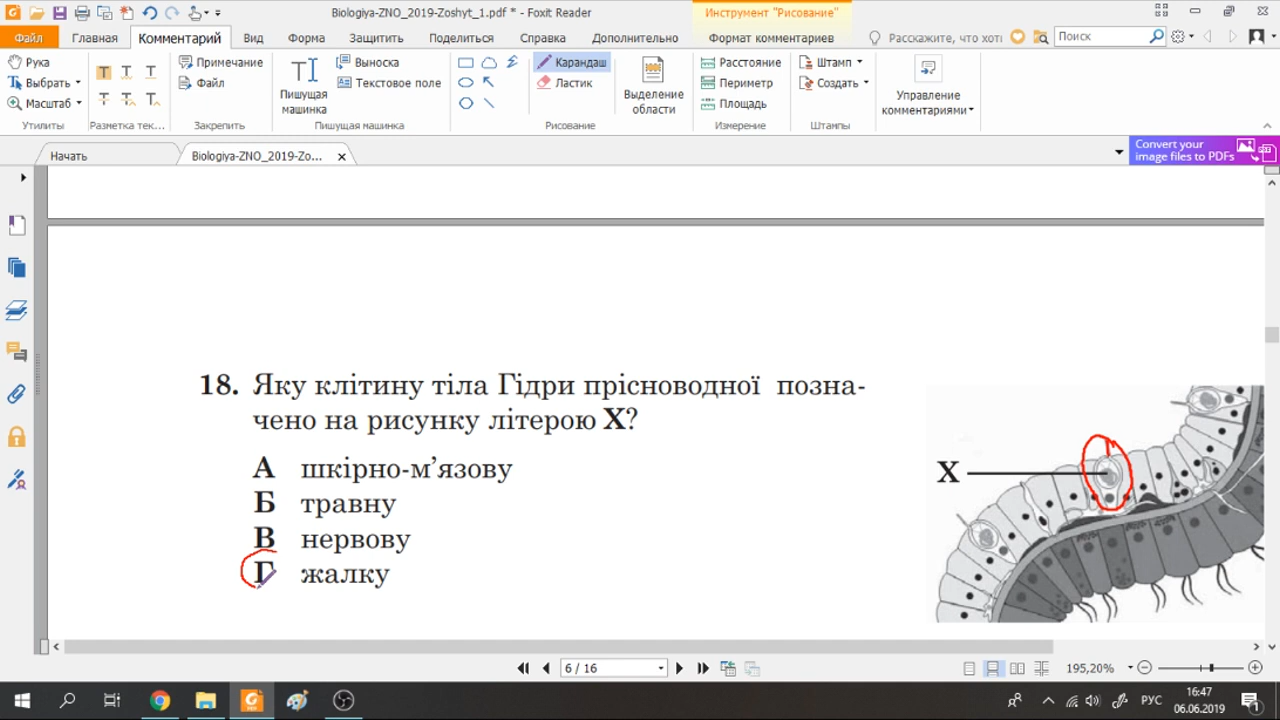 Biologiya-ZNO_2019-Zoshyt_1.pdf * - Foxit Reader
Инструмент "Рисование"
Файл
Главная
Комментарий
Вид
Форма
Защитить
Поделиться
Справка
Дополнительно
Формат комментариев
Расскажите, что хоті
Поиск
Рука
Выбрать
Масштаб
Утилиты
Разметка тек...
Примечание
Файл
Закрепить
Пишущая
машинка
Выноска
Текстовое поле
Пишущая машинка
Карандаш
Ластик
Рисование
Выделение
области
Расстояние
Периметр
Площадь
Измерение
Штамп
Создать
Штампы
Управление
комментариями
Начать
Biologiya-ZNO_2019-Zo...
Convert your
image files to PDFs
18. Яку клітину тіла Гідри прісноводної позна-
чено на рисунку літерою X?
А шкірно-м’язову
Б травну
В нервову
Г жалку
X
6 / 16
195,20%
РУС
16:47
06.06.2019
1